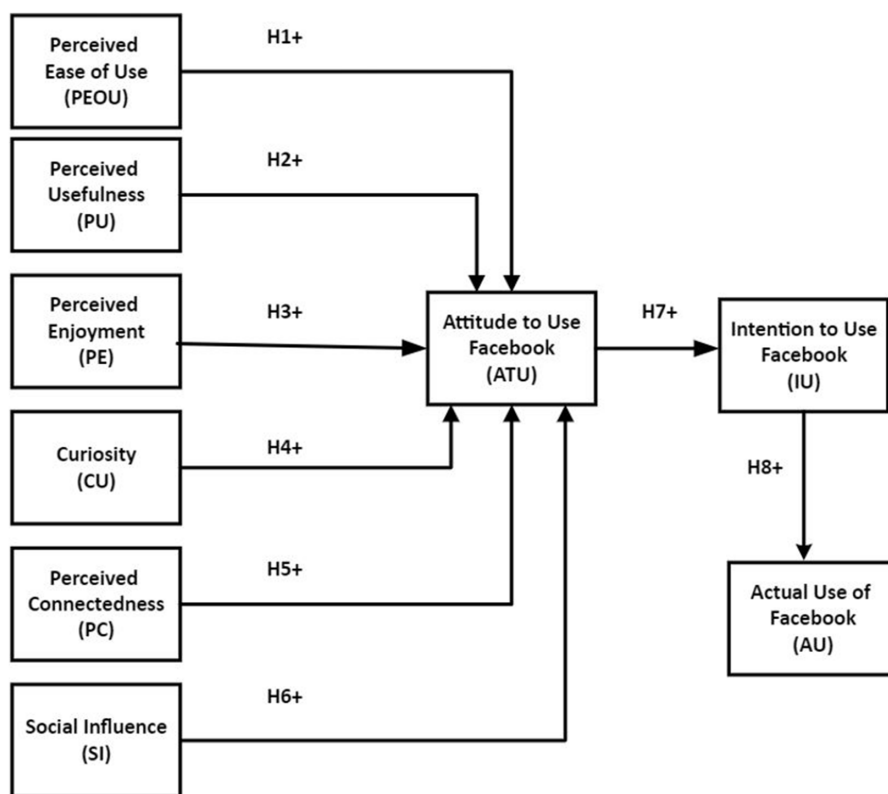 Perceived
Ease of Use
(PEOU)
H1+
Perceived
Usefulness
(PU)
H2+
Perceived
Enjoyment
(PE)
H3+
Curiosity
(CU)
H4+
Perceived
Connectedness
(PC)
H5+
Social Influence
(SI)
H6+
Attitude to Use
Facebook
(ATU)
H7+
Intention to Use
Facebook
(IU)
H8+
Actual Use of
Facebook
(AU)